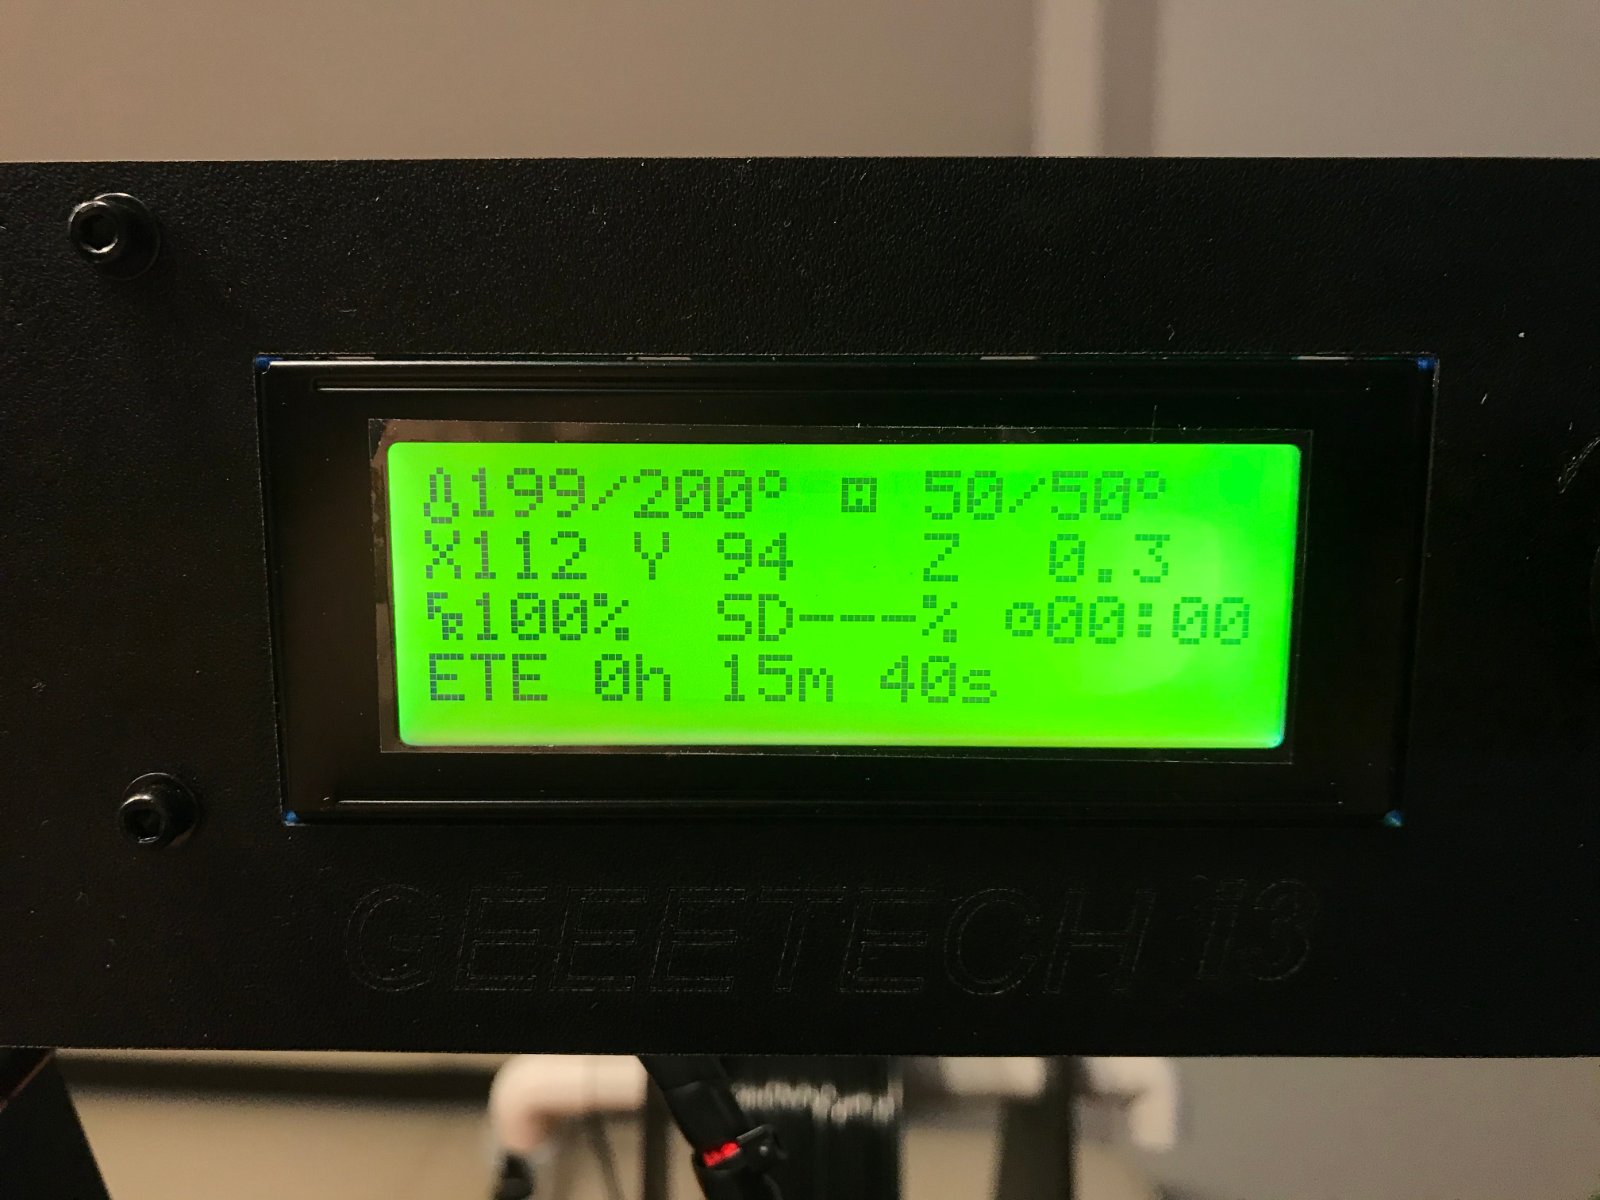 199/200° 50/50°
X112 Y 94 Z 0.3
100% SD---% 00:00
ETE 0h 15m 40s
GEEETECH i3